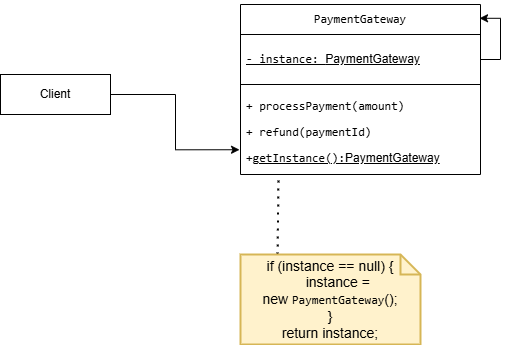 PaymentGateway
- instance: PaymentGateway
Client
+ processPayment(amount)
+ refund(paymentId)
+getInstance():PaymentGateway
if (instance == null) {
instance =
new PaymentGateway();
}
return instance;